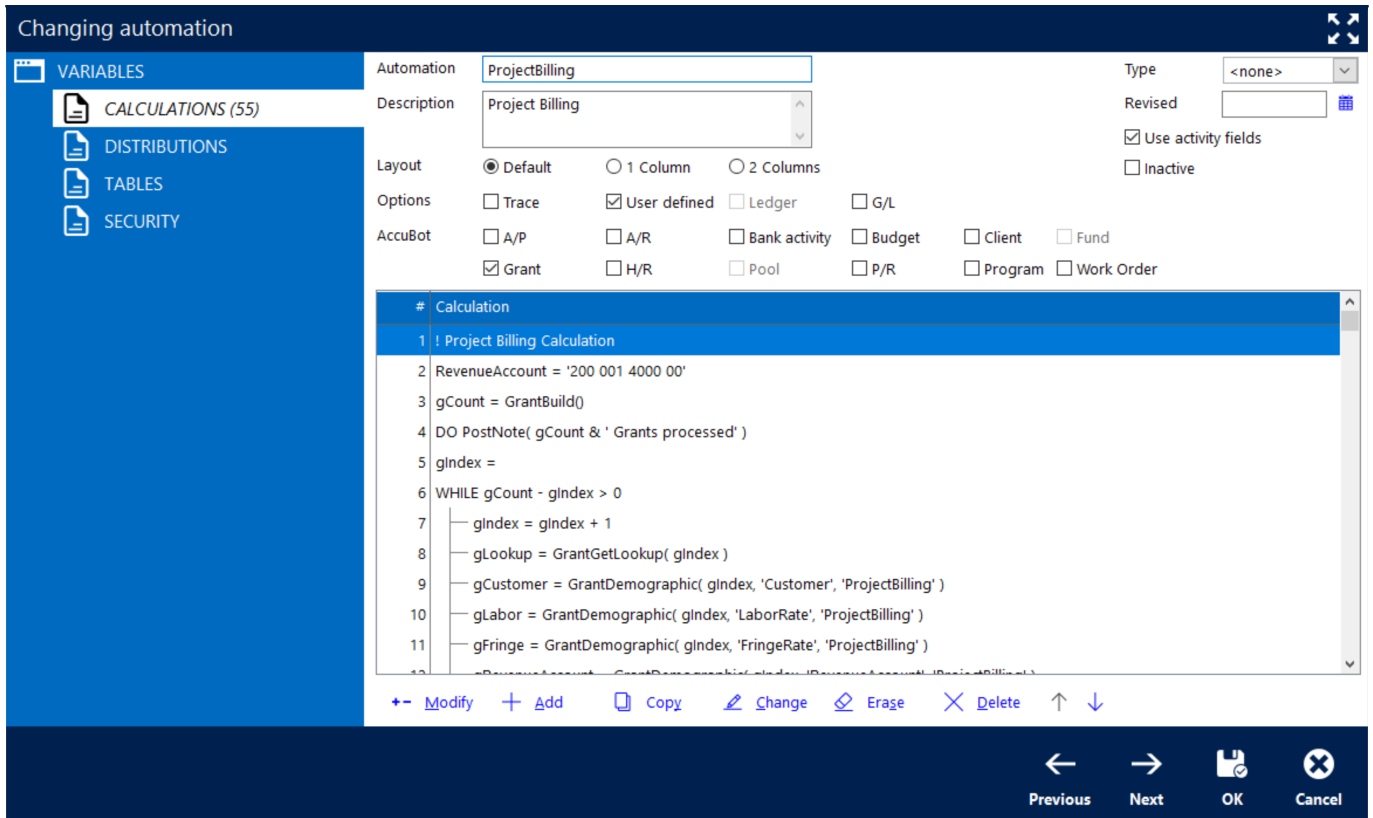 Changing automation
VARIABLES
CALCULATIONS (55)
DISTRIBUTIONS
TABLES
SECURITY
Automation ProjectBilling Type <none>
Description Project Billing Revised
Use activity fields
Layout Default 1 Column 2 Columns Inactive
Options Trace User defined Ledger G/L
AccuBot A/P A/R Bank activity Budget Client Fund
Grant H/R Pool P/R Program Work Order
# Calculation
1 ! Project Billing Calculation
2 RevenueAccount = '200 001 4000 00'
3 gCount = GrantBuild()
4 DO PostNote( gCount & ' Grants processed' )
5 gIndex =
6 WHILE gCount - gIndex > 0
7 gIndex = gIndex + 1
8 gLookup = GrantGetLookup( gIndex )
9 gCustomer = GrantDemographic( gIndex, 'Customer', 'ProjectBilling' )
10 gLabor = GrantDemographic( gIndex, 'LaborRate', 'ProjectBilling' )
11 gFringe = GrantDemographic( gIndex, 'FringeRate', 'ProjectBilling' )
Modify Add Copy Change Erase Delete
Previous Next OK Cancel